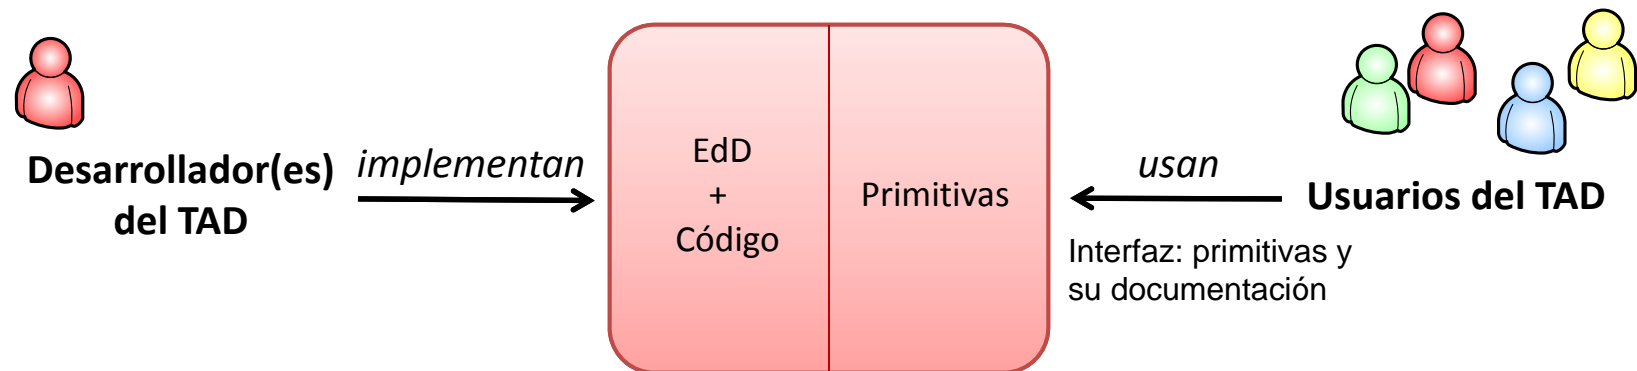 Desarrollador(es)
del TAD
implementan
EdD
+
Código
Primitivas
usan
Usuarios del TAD
Interfaz: primitivas y
su documentación